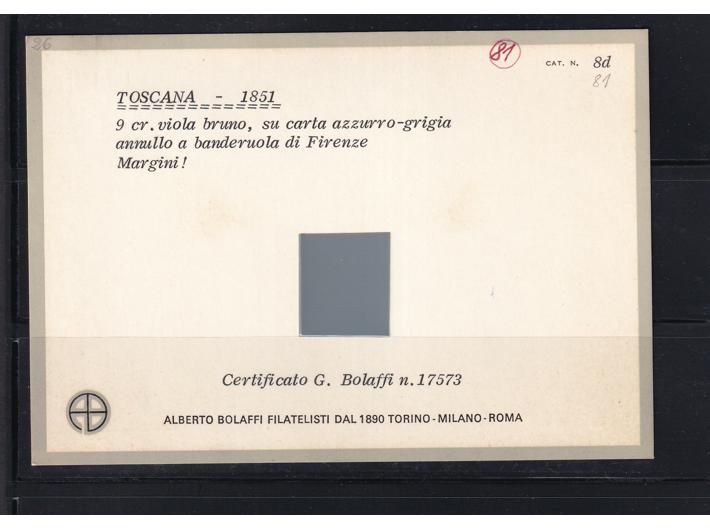 26
81
CAT. N. 8d
81
TOSCANA - 1851
9 cr. viola bruno, su carta azzurro-grigia
annullo a banderuola di Firenze
Margini!
Certificato G. Bolaffi n. 17573
ALBERTO BOLAFFI FILATELISTI DAL 1890 TORINO - MILANO - ROMA